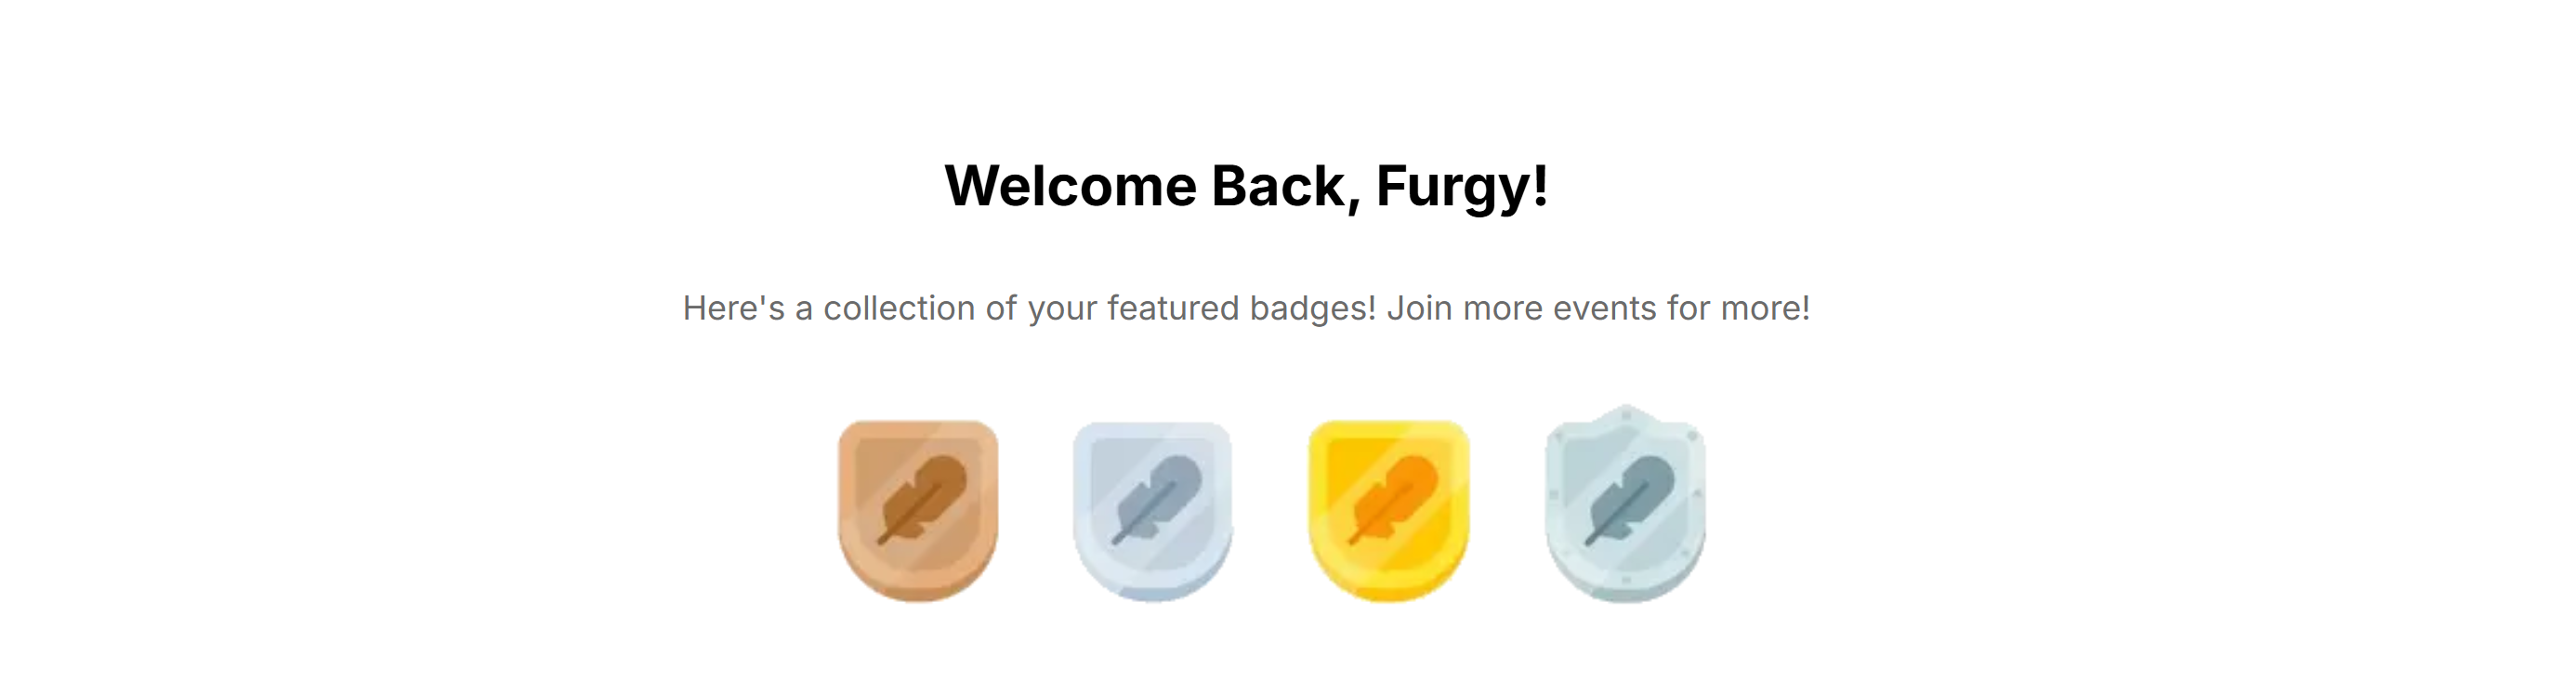 Welcome Back, Furgy!
Here's a collection of your featured badges! Join more events for more!